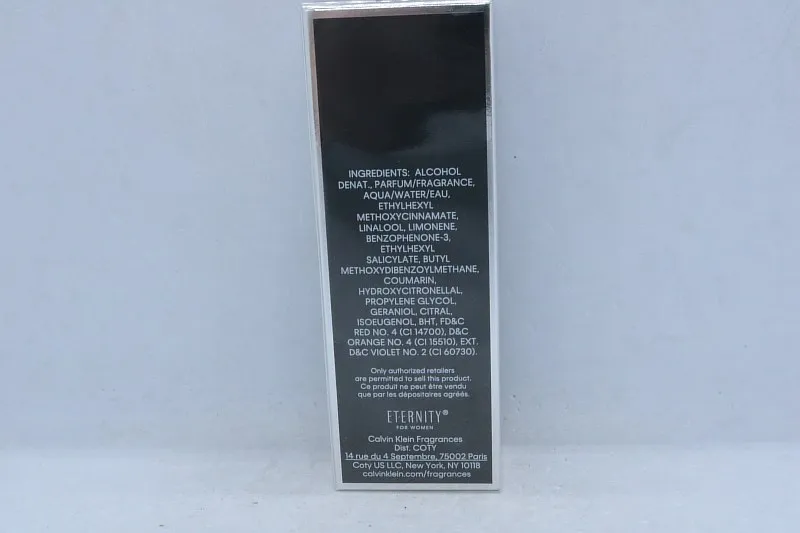 INGREDIENTS: ALCOHOL
DENAT., PARFUM/FRAGRANCE,
AQUA/WATER/EAU,
ETHYLHEXYL
METHOXYCINNAMATE,
LINALOOL, LIMONENE,
BENZOPHENONE-3,
ETHYLHEXYL
SALICYLATE, BUTYL
METHOXYDIBENZOYLMETHANE,
COUMARIN,
HYDROXYCITRONELLAL,
PROPYLENE GLYCOL,
GERANIOL, CITRAL,
ISOEUGENOL, BHT, FD&C
RED NO. 4 (CI 14700), D&C
ORANGE NO. 4 (CI 15510), EXT.
D&C VIOLET NO. 2 (CI 60730).
Only authorized retailers
are permitted to sell this product.
Ce produit ne peut être vendu
que par les dépositaires agréés.
ETERNITY®
FOR WOMEN
Calvin Klein Fragrances
Dist. COTY
14 rue du 4 Septembre, 75002 Paris
Coty US LLC, New York, NY 10118
calvinklein.com/fragrances